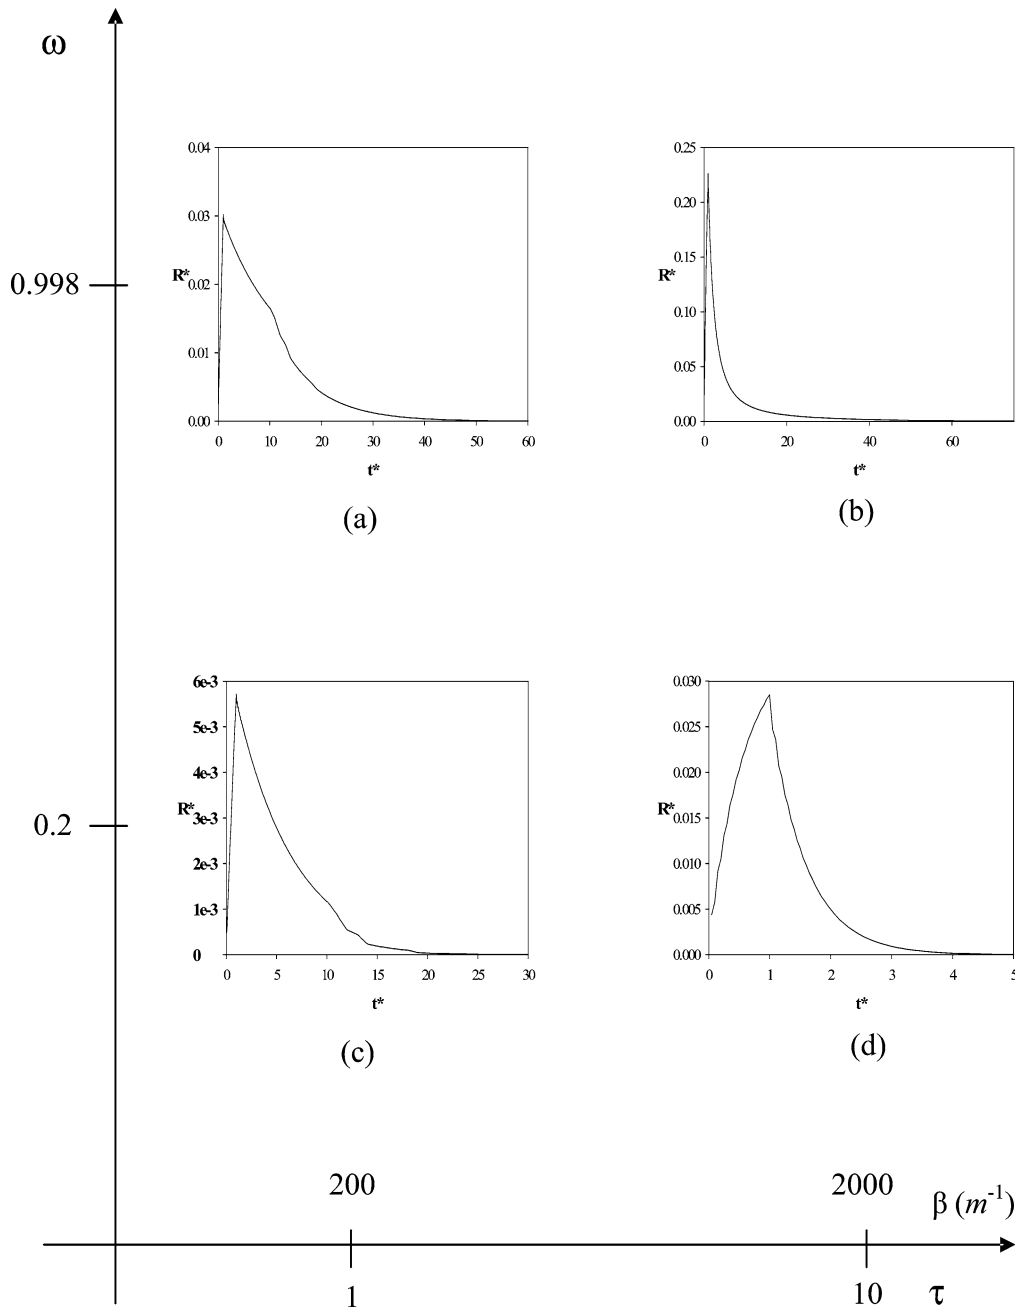 ω
0.04
0.03
R*
0.02
0.01
0.00
0 10 20 30 40 50 60
t*
(a)
0.25
0.20
0.15
R*
0.10
0.05
0.00
0 20 40 60
t*
(b)
0.998
6e-3
5e-3
4e-3
R*
3e-3
2e-3
1e-3
0
0 5 10 15 20 25 30
t*
(c)
0.030
0.025
0.020
R*
0.015
0.010
0.005
0.000
0 1 2 3 4 5
t*
(d)
0.2
200 2000 β (m⁻¹)
1 10 τ